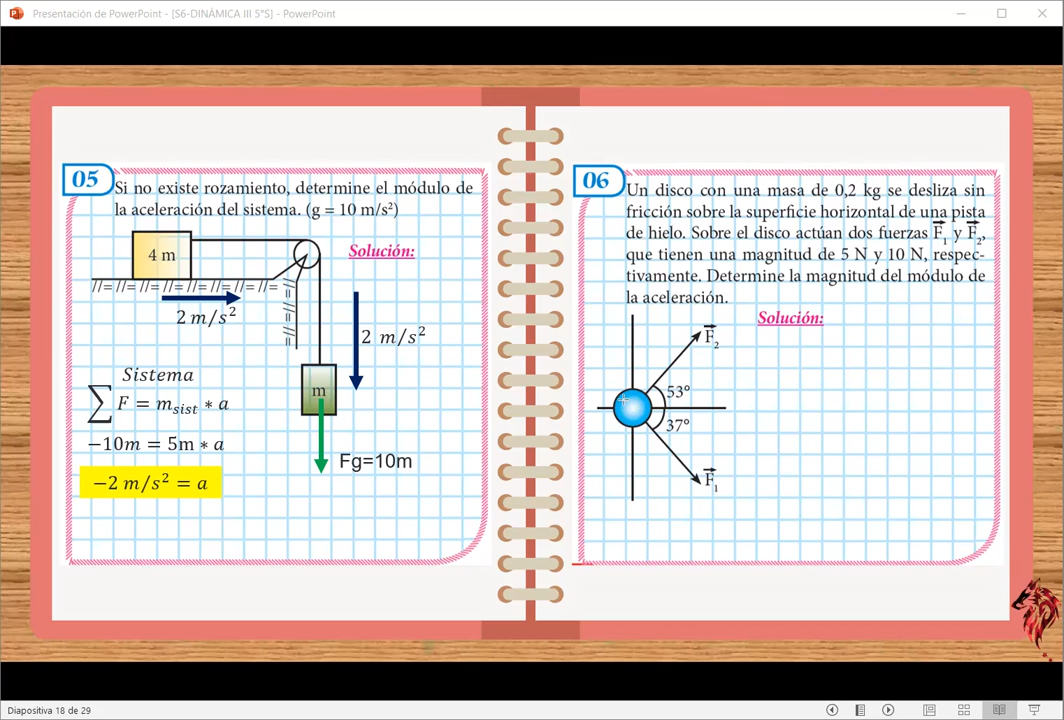 Presentación de PowerPoint - [S6-DINÁMICA III 5°S] - PowerPoint
05
Si no existe rozamiento, determine el módulo de
la aceleración del sistema. (g = 10 m/s²)
Solución:
4 m
2 m/s²
2 m/s²
m
Fg=10m
Sistema
∑ F = m_sist * a
−10m = 5m * a
−2 m/s² = a
06
Un disco con una masa de 0,2 kg se desliza sin
fricción sobre la superficie horizontal de una pista
de hielo. Sobre el disco actúan dos fuerzas F⃗₁ y F⃗₂,
que tienen una magnitud de 5 N y 10 N, respec-
tivamente. Determine la magnitud del módulo de
la aceleración.
Solución:
F⃗₂
53°
37°
F⃗₁
Diapositiva 18 de 29